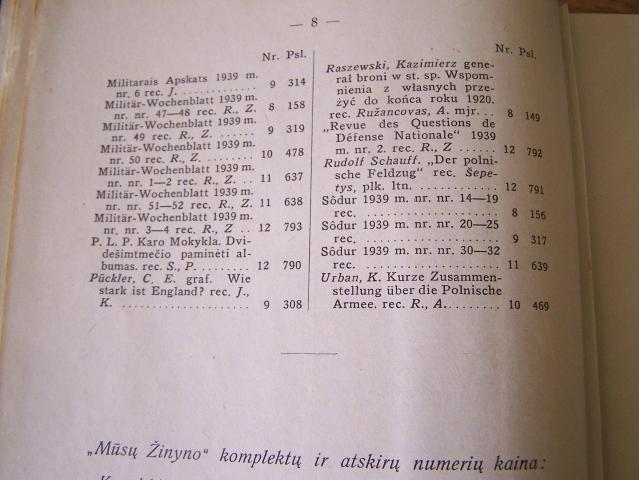 — 8 —
Nr. Psl.
Militarais Apskats 1939 m.
nr. 6 rec. J. . . . . . . . . . . . . 9 314
Militär-Wochenblatt 1939 m.
nr. nr. 47—48 rec. R., Z. 8 158
Militär-Wochenblatt 1939 m.
nr. 49 rec. R., Z. . . . . . . 9 319
Militär-Wochenblatt 1939 m.
nr. 50 rec. R., Z. . . . . . . 10 478
Militär-Wochenblatt 1939 m.
nr. nr. 1—2 rec. R., Z. . . 11 637
Militär-Wochenblatt 1939 m.
nr. nr. 51—52 rec. R., Z. 11 638
Militär-Wochenblatt 1939 m.
nr. nr. 3—4 rec. R., Z . . 12 793
P. L. P. Karo Mokykla. Dvi-
dešimtmečio paminėti al-
bumas. rec. S., P. . . . . . . . 12 790
Pückler, C. E. graf. Wie
stark ist England? rec. J.,
K. . . . . . . . . . . . . . . . . . . 9 308
Nr. Psl.
Raszewski, Kazimierz gene-
rał broni w st. sp. Wspom-
nienia z własnych prze-
żyć do końca roku 1920.
rec. Ružancovas, A. mjr. . . 8 149
„Revue des Questions de
Défense Nationale“ 1939
m. nr. 2. rec. R., Z . . . . . 12 792
Rudolf Schauff. „Der polni-
sche Feldzug“ rec. Šepe-
tys, plk. ltn. . . . . . . . . . . . 12 791
Sõdur 1939 m. nr. nr. 14—19
rec. . . . . . . . . . . . . . . . . 8 156
Sõdur 1939 m. nr. nr. 20—25
rec. . . . . . . . . . . . . . . . . 9 317
Sõdur 1939 m. nr. nr. 30—32
rec. . . . . . . . . . . . . . . . . 11 639
Urban, K. Kurze Zusammen-
stellung über die Polnische
Armee. rec. R., A. . . . . . . . 10 469
„Mūsų Žinyno“ komplektų ir atskirų numerių kaina: